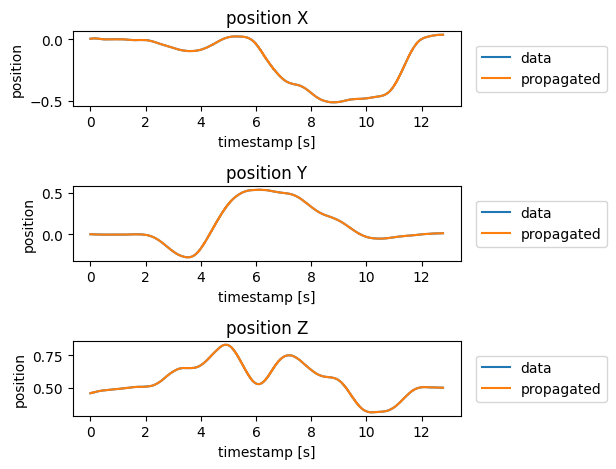 position X
position
0.0
−0.5
0 2 4 6 8 10 12
timestamp [s]
data
propagated
position Y
position
0.5
0.0
0 2 4 6 8 10 12
timestamp [s]
data
propagated
position Z
position
0.75
0.50
0 2 4 6 8 10 12
timestamp [s]
data
propagated